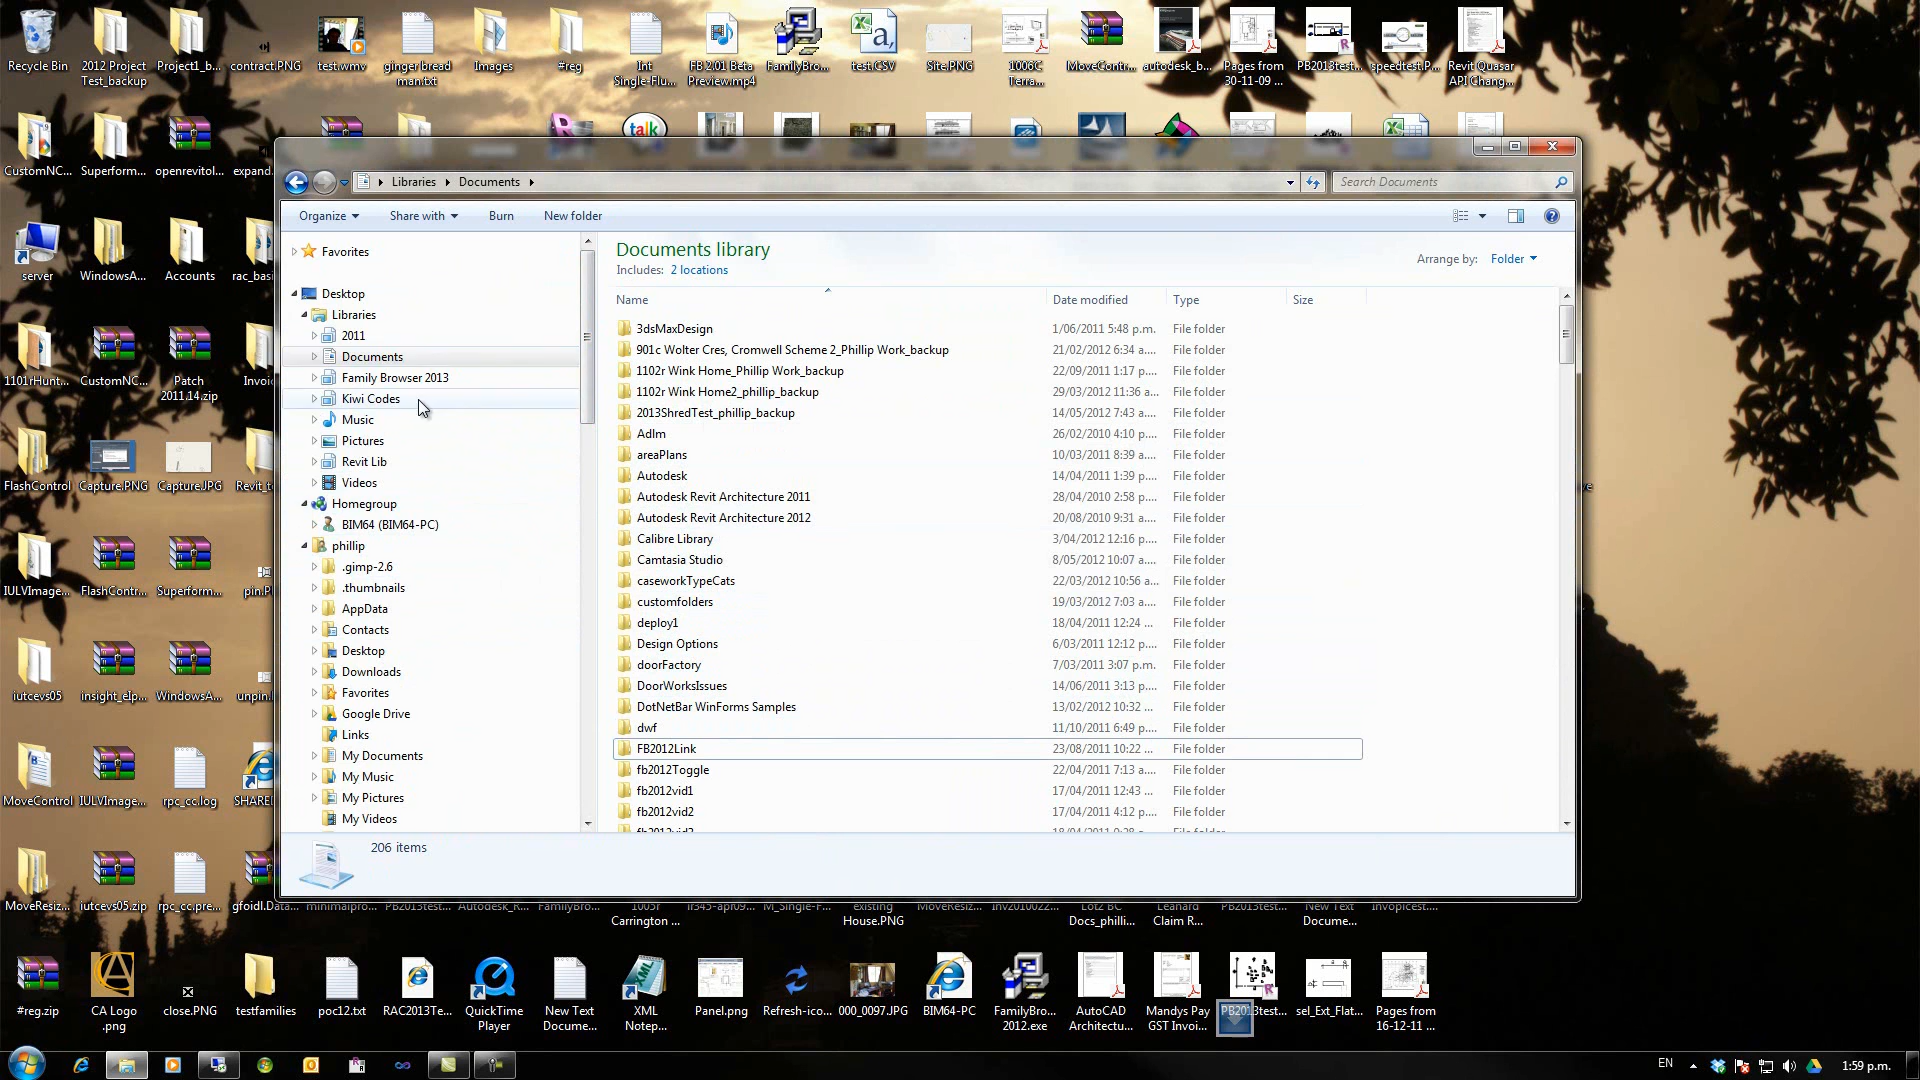 Recycle Bin
2012 Project
Test_backup
Project1_b...
contract.PNG
test.wmv
ginger bread
man.txt
Images
#reg
Int
Single-Flu...
FB 2.01 Beta
Preview.mp4
FamilyBro...
test.CSV
Site.PNG
1006C
Terra...
MoveContr...
autodesk_b...
Pages from
30-11-09 ...
PB2013test...
speedtest.P...
Revit Quasar
API Chang...
CustomNC...
Superform...
openrevitol...
expand.
talk
server
WindowsA...
Accounts
rac_basi
1101rHunt...
CustomNC...
Patch
2011.14.zip
Invoic
FlashControl
Capture.PNG
Capture.JPG
Revit_t
IULVImage...
FlashContr...
Superform...
pin.P
iutcevs05
insight_elp...
WindowsA...
unpin.
MoveControl
IULVImage...
rpc_cc.log
SHARE
MoveResiz...
iutcevs05.zip
rpc_cc.pre...
gfoidl.Data...
Libraries
Documents
Search Documents
Organize
Share with
Burn
New folder
Favorites
Desktop
Libraries
2011
Documents
Family Browser 2013
Kiwi Codes
Music
Pictures
Revit Lib
Videos
Homegroup
BIM64 (BIM64-PC)
phillip
.gimp-2.6
.thumbnails
AppData
Contacts
Desktop
Downloads
Favorites
Google Drive
Links
My Documents
My Music
My Pictures
My Videos
Documents library
Includes: 2 locations
Arrange by: Folder
Name Date modified Type Size
3dsMaxDesign 1/06/2011 5:48 p.m. File folder
901c Wolter Cres, Cromwell Scheme 2_Phillip Work_backup 21/02/2012 6:34 a.... File folder
1102r Wink Home_Phillip Work_backup 22/09/2011 1:17 p.... File folder
1102r Wink Home2_phillip_backup 29/03/2012 11:36 a... File folder
2013ShredTest_phillip_backup 14/05/2012 7:43 a.... File folder
Adlm 26/02/2010 4:10 p.... File folder
areaPlans 10/03/2011 8:39 a.... File folder
Autodesk 14/04/2011 1:39 p.... File folder
Autodesk Revit Architecture 2011 28/04/2010 2:58 p.... File folder
Autodesk Revit Architecture 2012 20/08/2010 9:31 a.... File folder
Calibre Library 3/04/2012 12:16 p.... File folder
Camtasia Studio 8/05/2012 10:07 a.... File folder
caseworkTypeCats 22/03/2012 10:56 a... File folder
customfolders 19/03/2012 7:03 a.... File folder
deploy1 18/04/2011 12:24 ... File folder
Design Options 6/03/2011 12:12 p.... File folder
doorFactory 7/03/2011 3:07 p.m. File folder
DoorWorksIssues 14/06/2011 3:13 p.... File folder
DotNetBar WinForms Samples 13/02/2012 10:32 ... File folder
dwf 11/10/2011 6:49 p.... File folder
FB2012Link 23/08/2011 10:22 ... File folder
fb2012Toggle 22/04/2011 7:13 a.... File folder
fb2012vid1 17/04/2011 12:43 ... File folder
fb2012vid2 17/04/2011 4:12 p.... File folder
206 items
minimalpro...
PB2013test...
Autodesk_R...
FamilyBro...
Carrington ...
M_Single-F...
existing
House.PNG
MoveResiz...
Inv2010022...
Lot2 BC
Docs_philli...
Leanard
Claim R...
PB2013test...
New Text
Docume...
Invopicest....
#reg.zip
CA Logo
.png
close.PNG
testfamilies
poc12.txt
RAC2013Te...
QuickTime
Player
New Text
Docume...
XML
Notep...
Panel.png
Refresh-ico...
000_0097.JPG
BIM64-PC
FamilyBro...
2012.exe
AutoCAD
Architectu...
Mandys Pay
GST Invoi...
PB2013test...
sel_Ext_Flat...
Pages from
16-12-11 ...
EN
1:59 p.m.